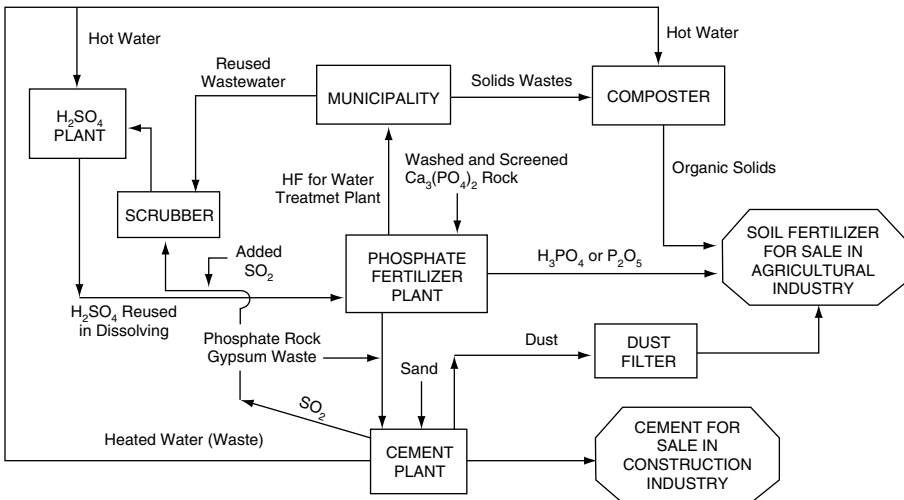 Hot Water
Hot Water
Reused
Wastewater
MUNICIPALITY
Solids Wastes
COMPOSTER
H₂SO₄
PLANT
Washed and Screened
Ca₃(PO₄)₂ Rock
Organic Solids
HF for Water
Treatmet Plant
SCRUBBER
SOIL FERTILIZER
FOR SALE IN
AGRICULTURAL
INDUSTRY
Added
SO₂
PHOSPHATE
FERTILIZER
PLANT
H₃PO₄ or P₂O₅
H₂SO₄ Reused
in Dissolving
Phosphate Rock
Gypsum Waste
Dust
DUST
FILTER
Sand
SO₂
Heated Water (Waste)
CEMENT
PLANT
CEMENT FOR
SALE IN
CONSTRUCTION
INDUSTRY